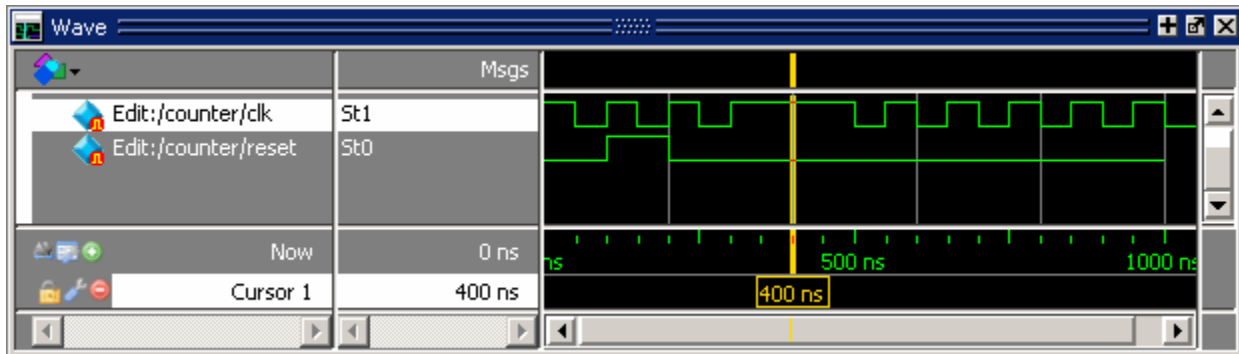 Wave
Msgs
Edit:/counter/clk St1
Edit:/counter/reset St0
Now 0 ns
ns 500 ns 1000 ns
Cursor 1 400 ns
400 ns